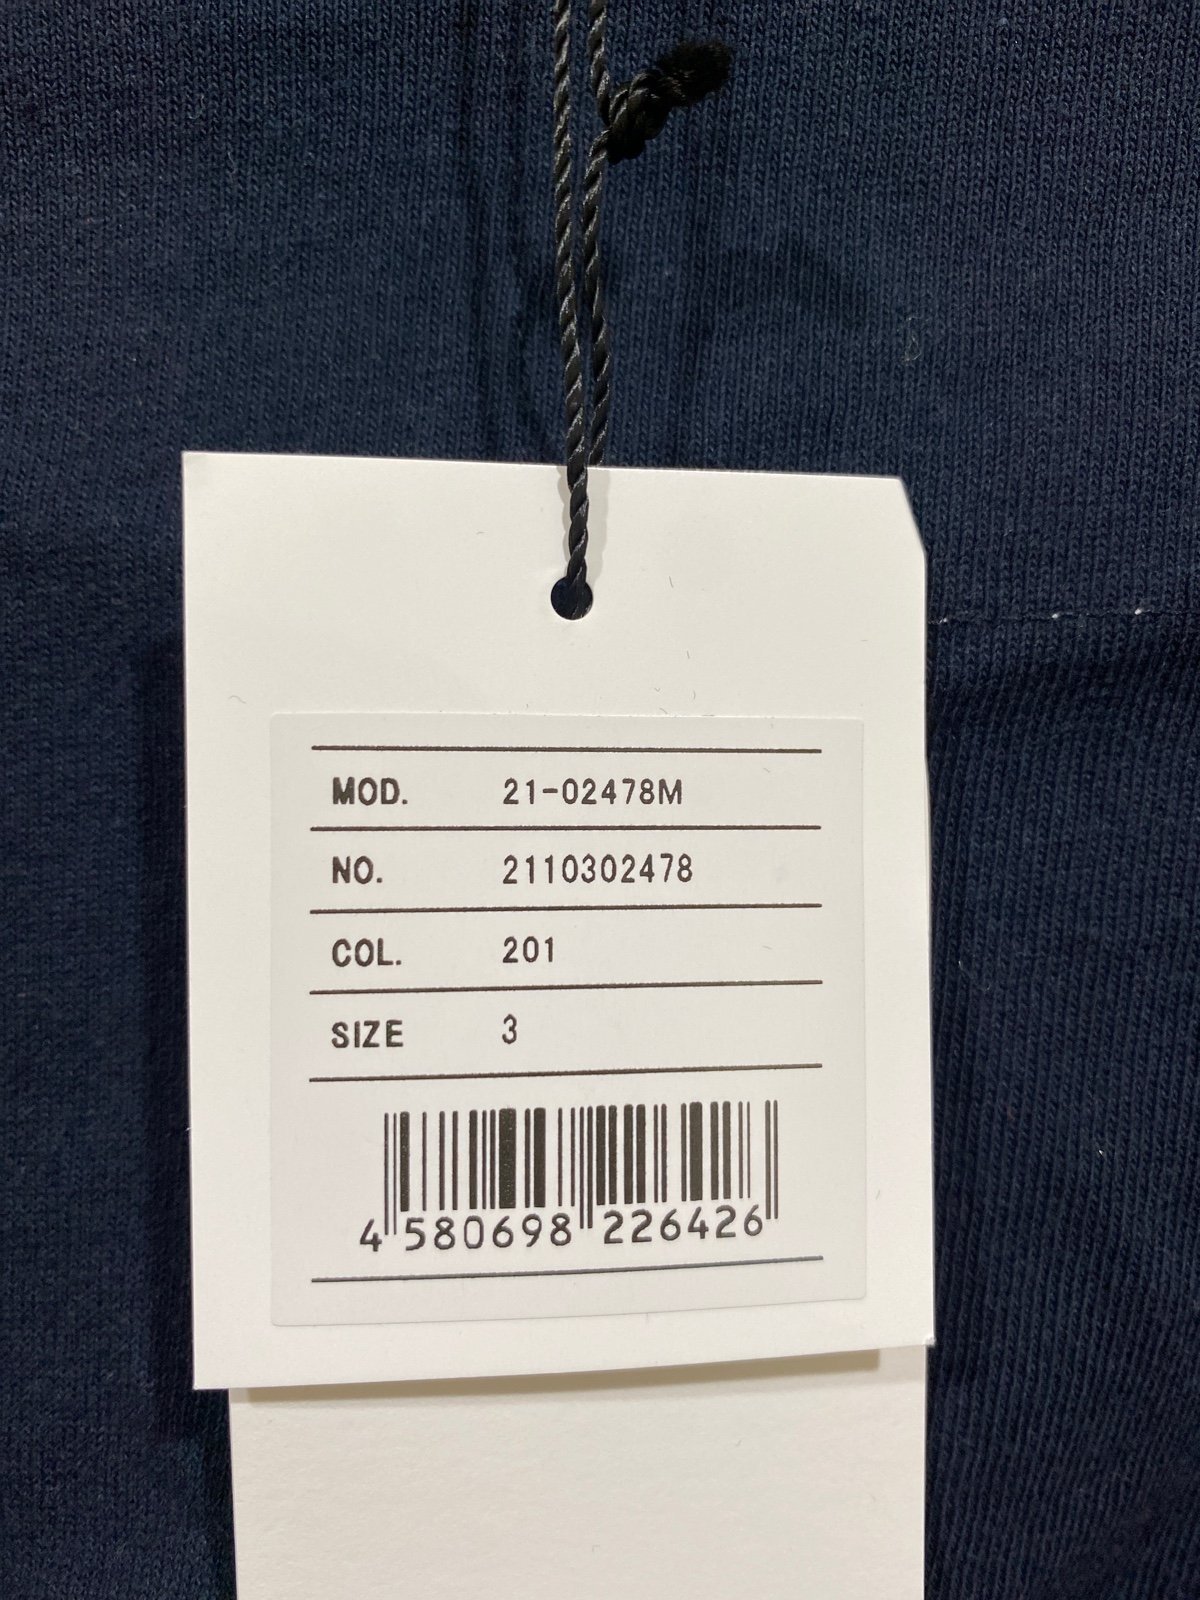 MOD. 21-02478M
NO. 2110302478
COL. 201
SIZE 3
4 580698 226426